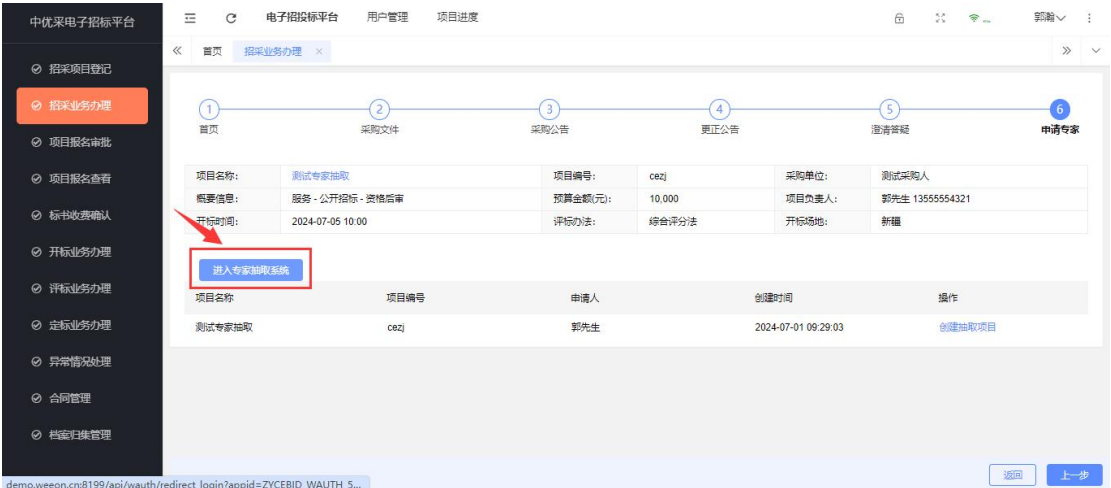 中优采电子招标平台
电子招投标平台 用户管理 项目进度 郭瀚
首页 招采业务办理 ×
招采项目登记
招采业务办理
项目报名审批
项目报名查看
标书收费确认
开标业务办理
评标业务办理
定标业务办理
异常情况处理
合同管理
档案归集管理
1 2 3 4 5 6
首页 采购文件 采购公告 更正公告 澄清答疑 申请专家
项目名称： 测试专家抽取 项目编号： cezj 采购单位： 测试采购人
概要信息： 服务 - 公开招标 - 资格后审 预算金额(元)： 10,000 项目负责人： 郭先生 13555554321
开标时间： 2024-07-05 10:00 评标办法： 综合评分法 开标场地： 新疆
进入专家抽取系统
项目名称 项目编号 申请人 创建时间 操作
测试专家抽取 cezj 郭先生 2024-07-01 09:29:03 创建抽取项目
返回 上一步
demo.weeon.cn:8199/api/wauth/redirect_login?appid=ZYCEBID_WAUTH_5...